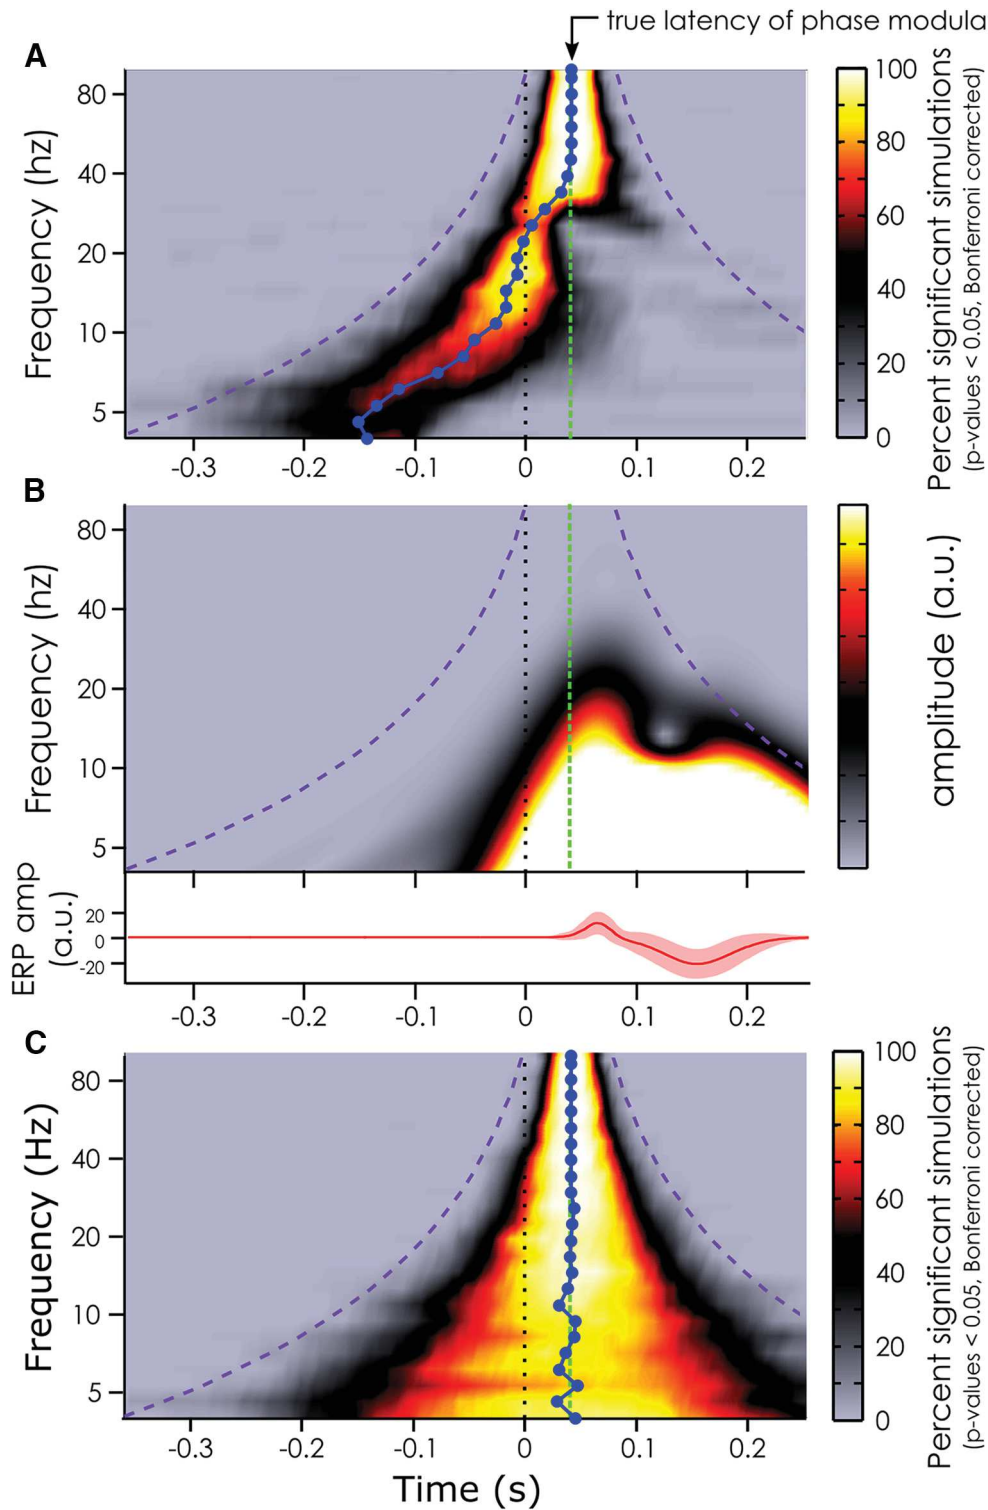 true latency of phase modula
A
Frequency (hz)
80
40
20
10
5
-0.3 -0.2 -0.1 0 0.1 0.2
100
80
60
40
20
0
Percent significant simulations
(p-values < 0.05, Bonferroni corrected)
B
Frequency (hz)
80
40
20
10
5
amplitude (a.u.)
ERP amp
(a.u.)
20
0
-20
-0.3 -0.2 -0.1 0 0.1 0.2
C
Frequency (Hz)
80
40
20
10
5
-0.3 -0.2 -0.1 0 0.1 0.2
Time (s)
100
80
60
40
20
0
Percent significant simulations
(p-values < 0.05, Bonferroni corrected)